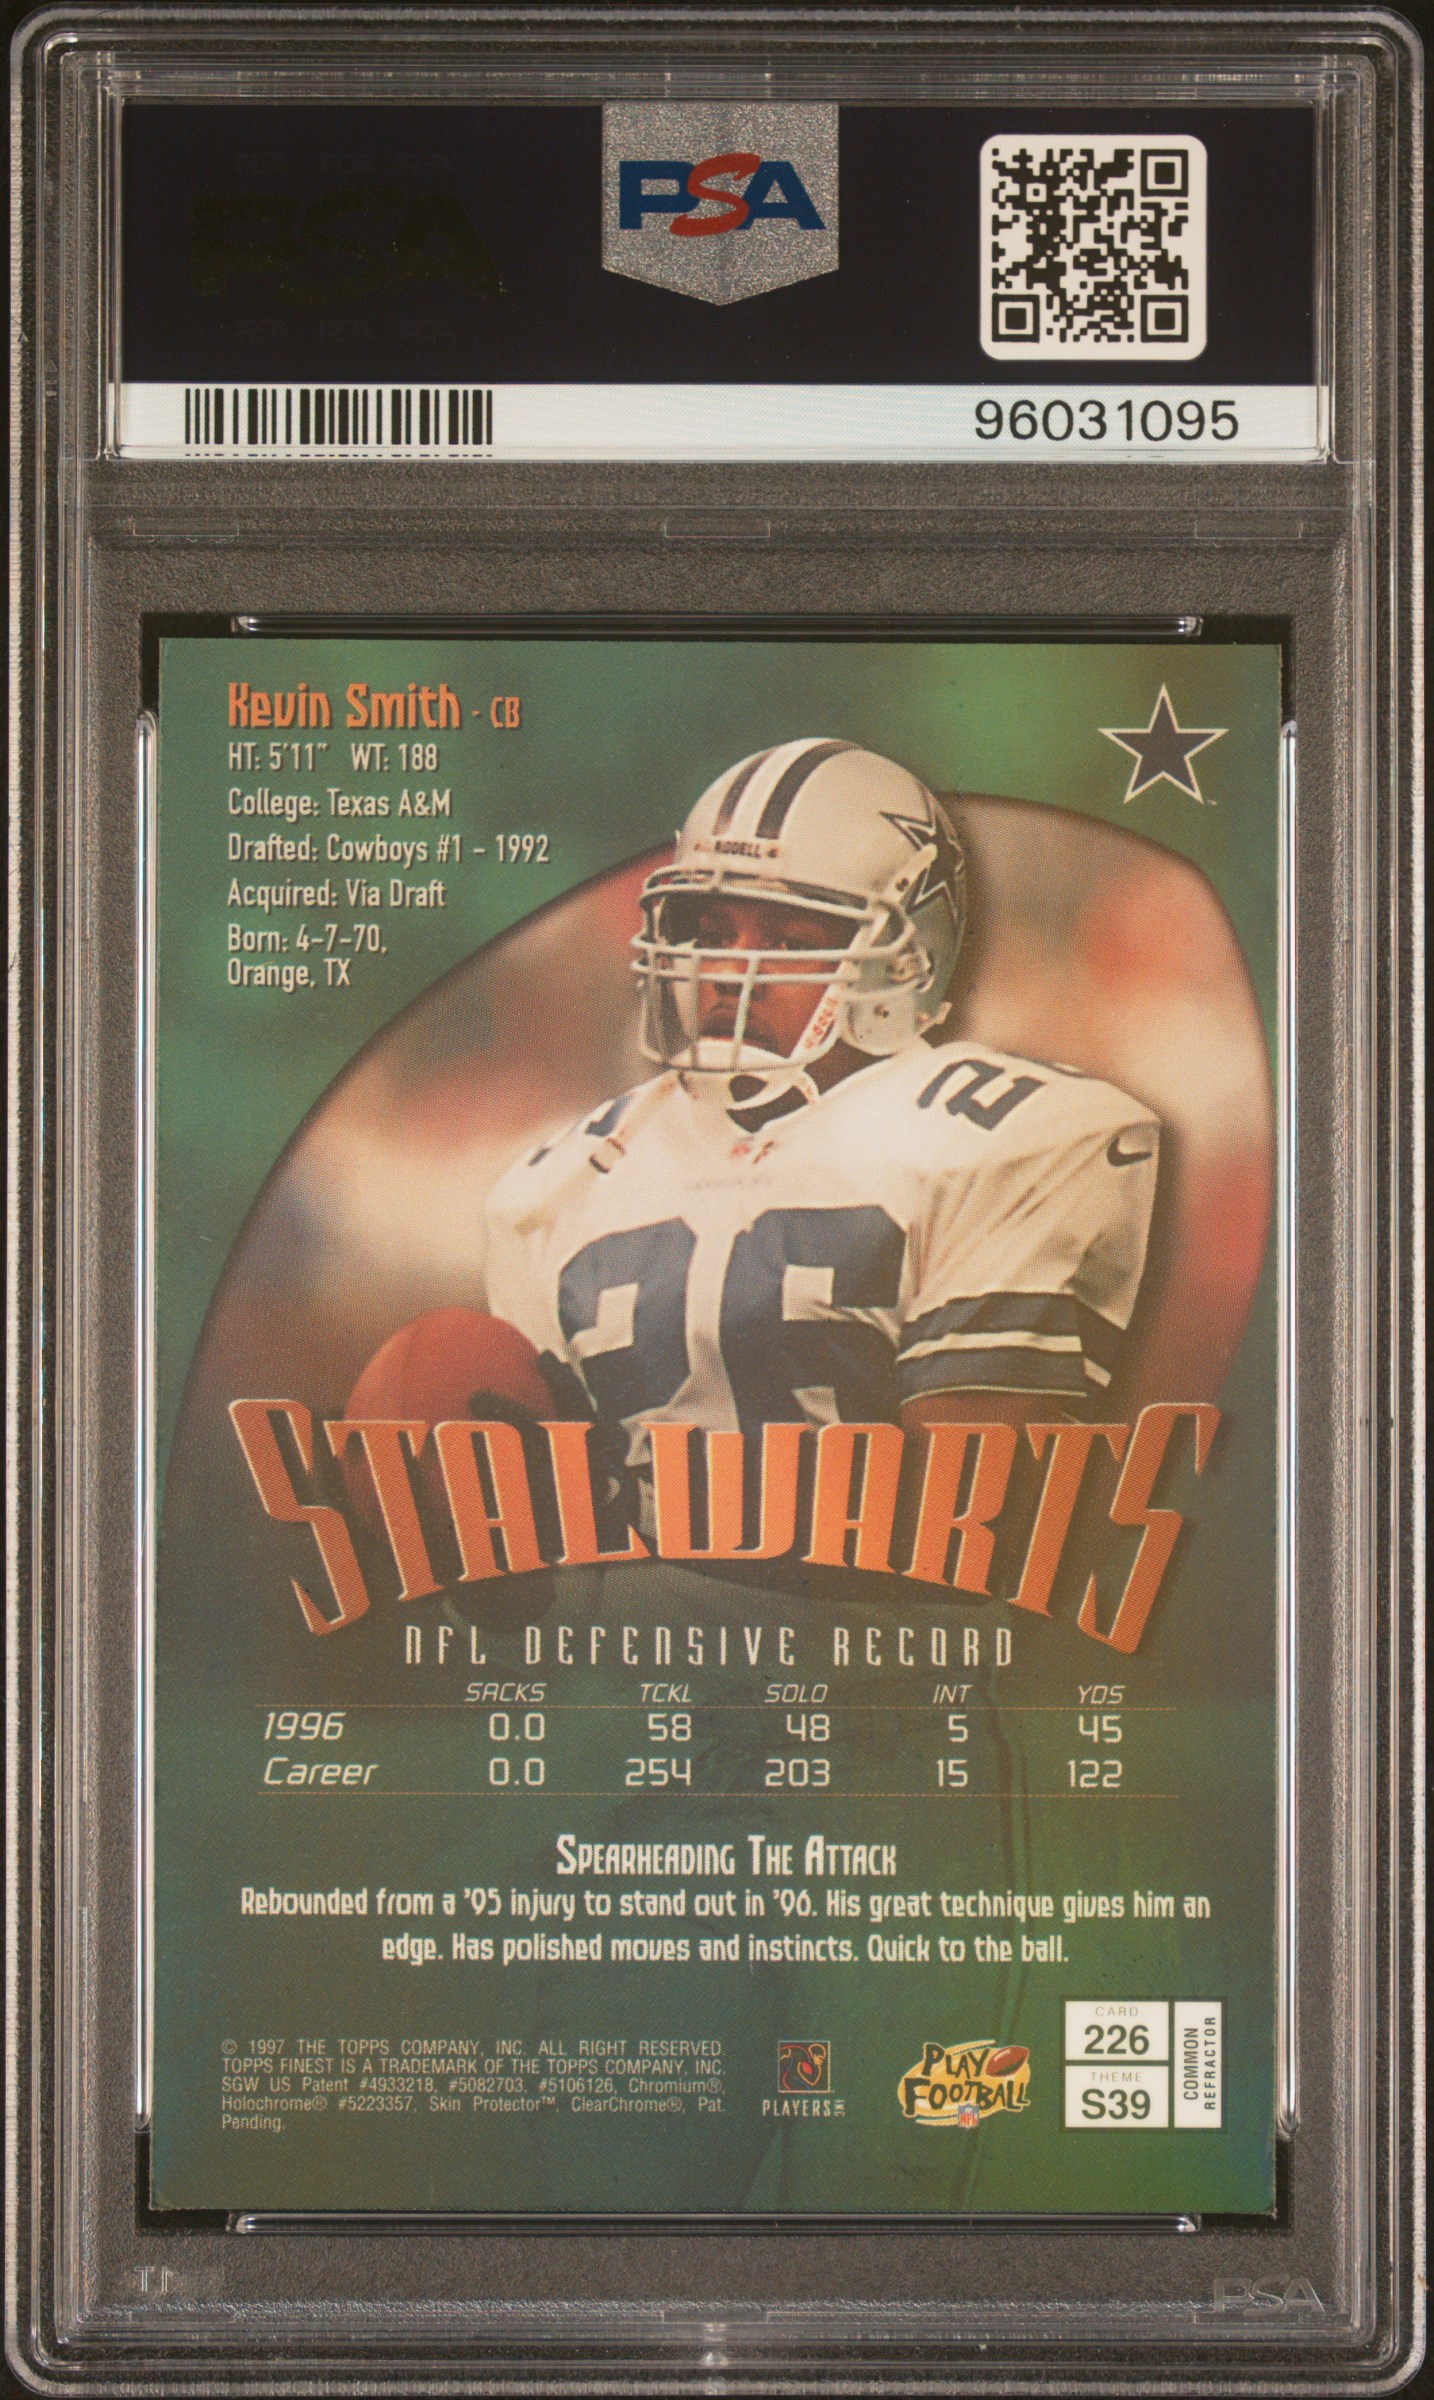 PSA
96031095
Kevin Smith - CB
HT: 5'11" WT: 188
College: Texas A&M
Drafted: Cowboys #1 - 1992
Acquired: Via Draft
Born: 4-7-70,
Orange, TX
RIDDELL
26
26
STALWARTS
NFL DEFENSIVE RECORD
SACKS TCKL SOLO INT YDS
1996 0.0 58 48 5 45
Career 0.0 254 203 15 122
SPEARHEADING THE ATTACK
Rebounded from a '95 injury to stand out in '96. His great technique gives him an
edge. Has polished moves and instincts. Quick to the ball.
© 1997 THE TOPPS COMPANY, INC. ALL RIGHT RESERVED.
TOPPS FINEST IS A TRADEMARK OF THE TOPPS COMPANY, INC.
SGW US Patent #4933218, #5082703, #5106126, Chromium®,
Holochrome® #5223357, Skin Protector™, ClearChrome®, Pat.
Pending.
PLAYERS INC
PLAY
FOOTBALL
NFL
CARD
226
THEME
S39
COMMON
REFRACTOR
PSA